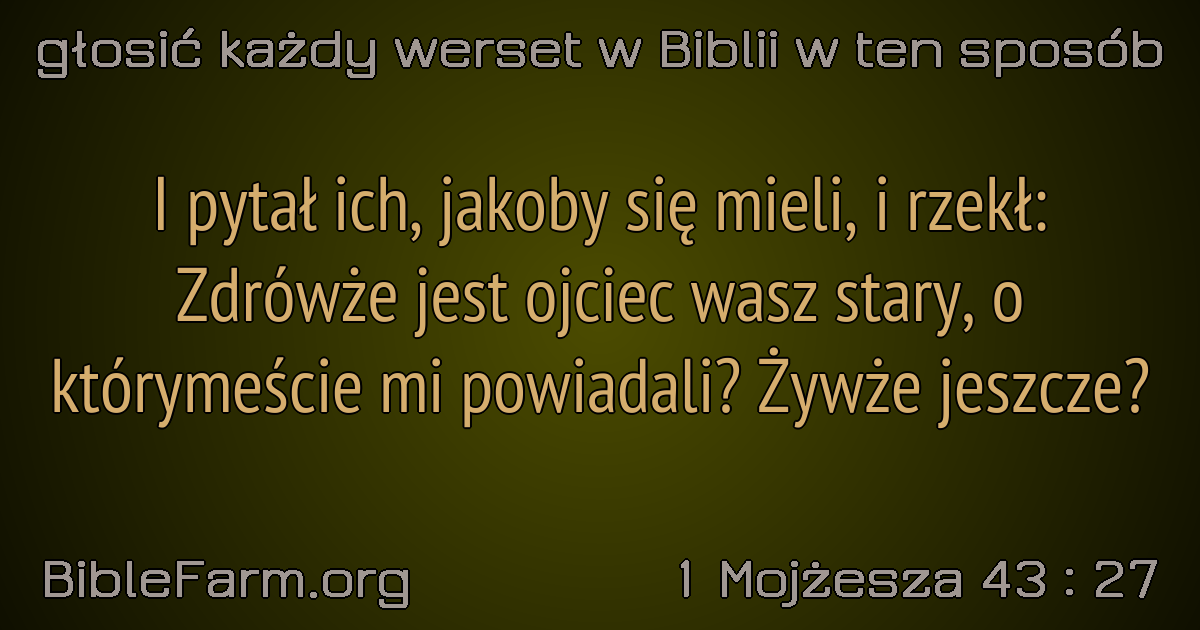 głosić każdy werset w Biblii w ten sposób
I pytał ich, jakoby się mieli, i rzekł:
Zdrówże jest ojciec wasz stary, o
którymeście mi powiadali? Żywże jeszcze?
BibleFarm.org
1 Mojżesza 43 : 27